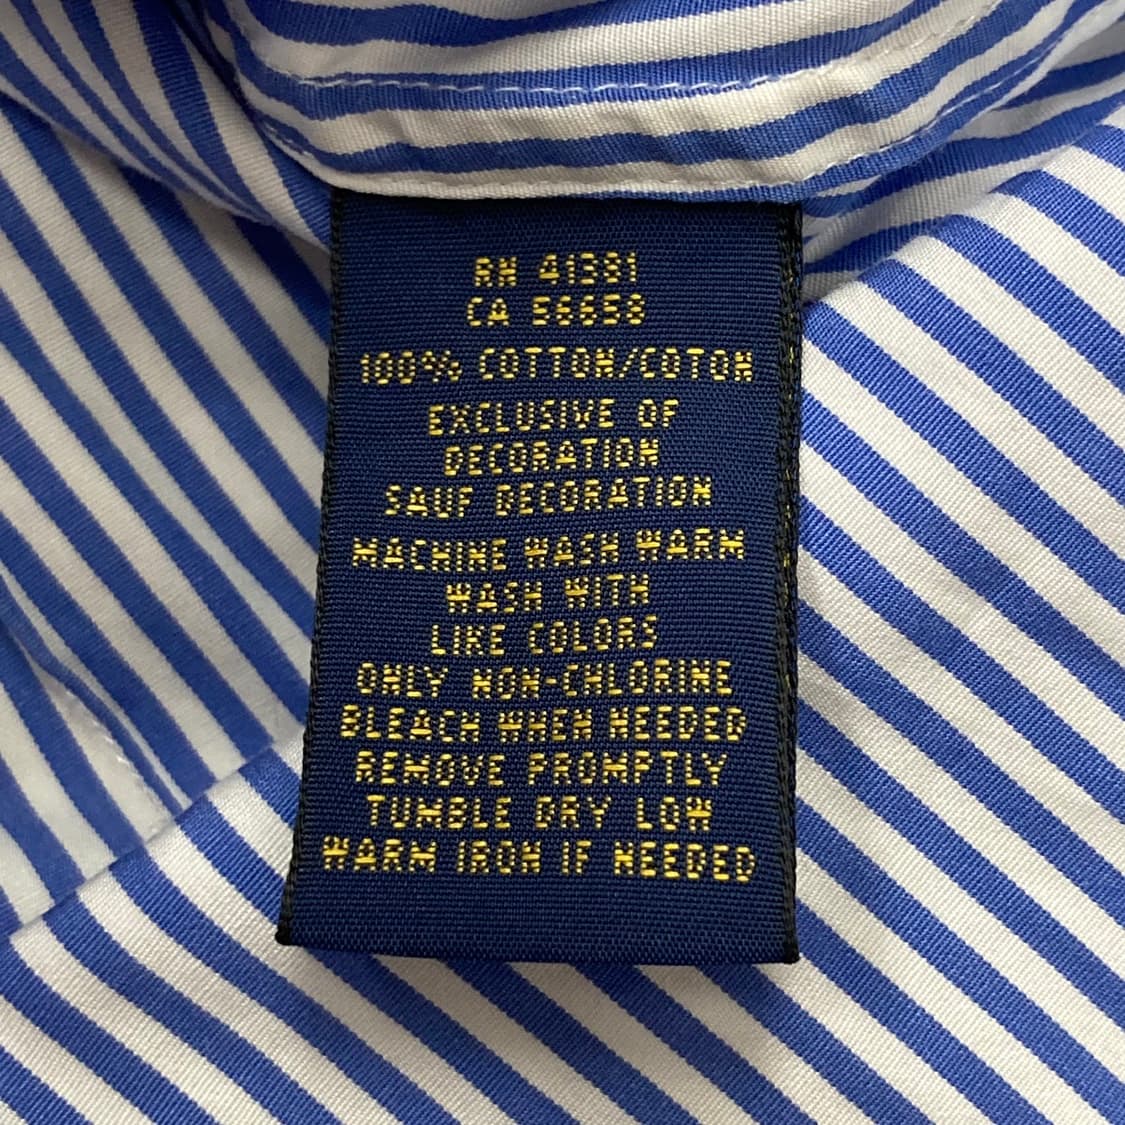 RN 41381
CA 56658
100% COTTON/COTON
EXCLUSIVE OF
DECORATION
SAUF DECORATION
MACHINE WASH WARM
WASH WITH
LIKE COLORS
ONLY NON-CHLORINE
BLEACH WHEN NEEDED
REMOVE PROMPTLY
TUMBLE DRY LOW
WARM IRON IF NEEDED